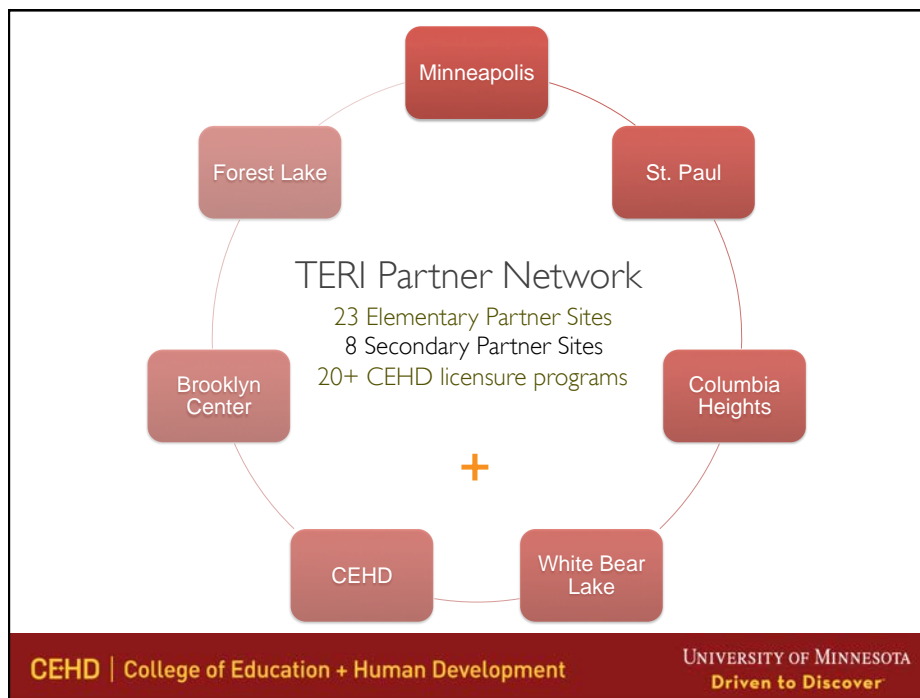 Minneapolis
Forest Lake
St. Paul
TERI Partner Network
23 Elementary Partner Sites
8 Secondary Partner Sites
20+ CEHD licensure programs
Brooklyn
Center
Columbia
Heights
+
CEHD
White Bear
Lake
CEHD | College of Education + Human Development
UNIVERSITY OF MINNESOTA
Driven to Discover